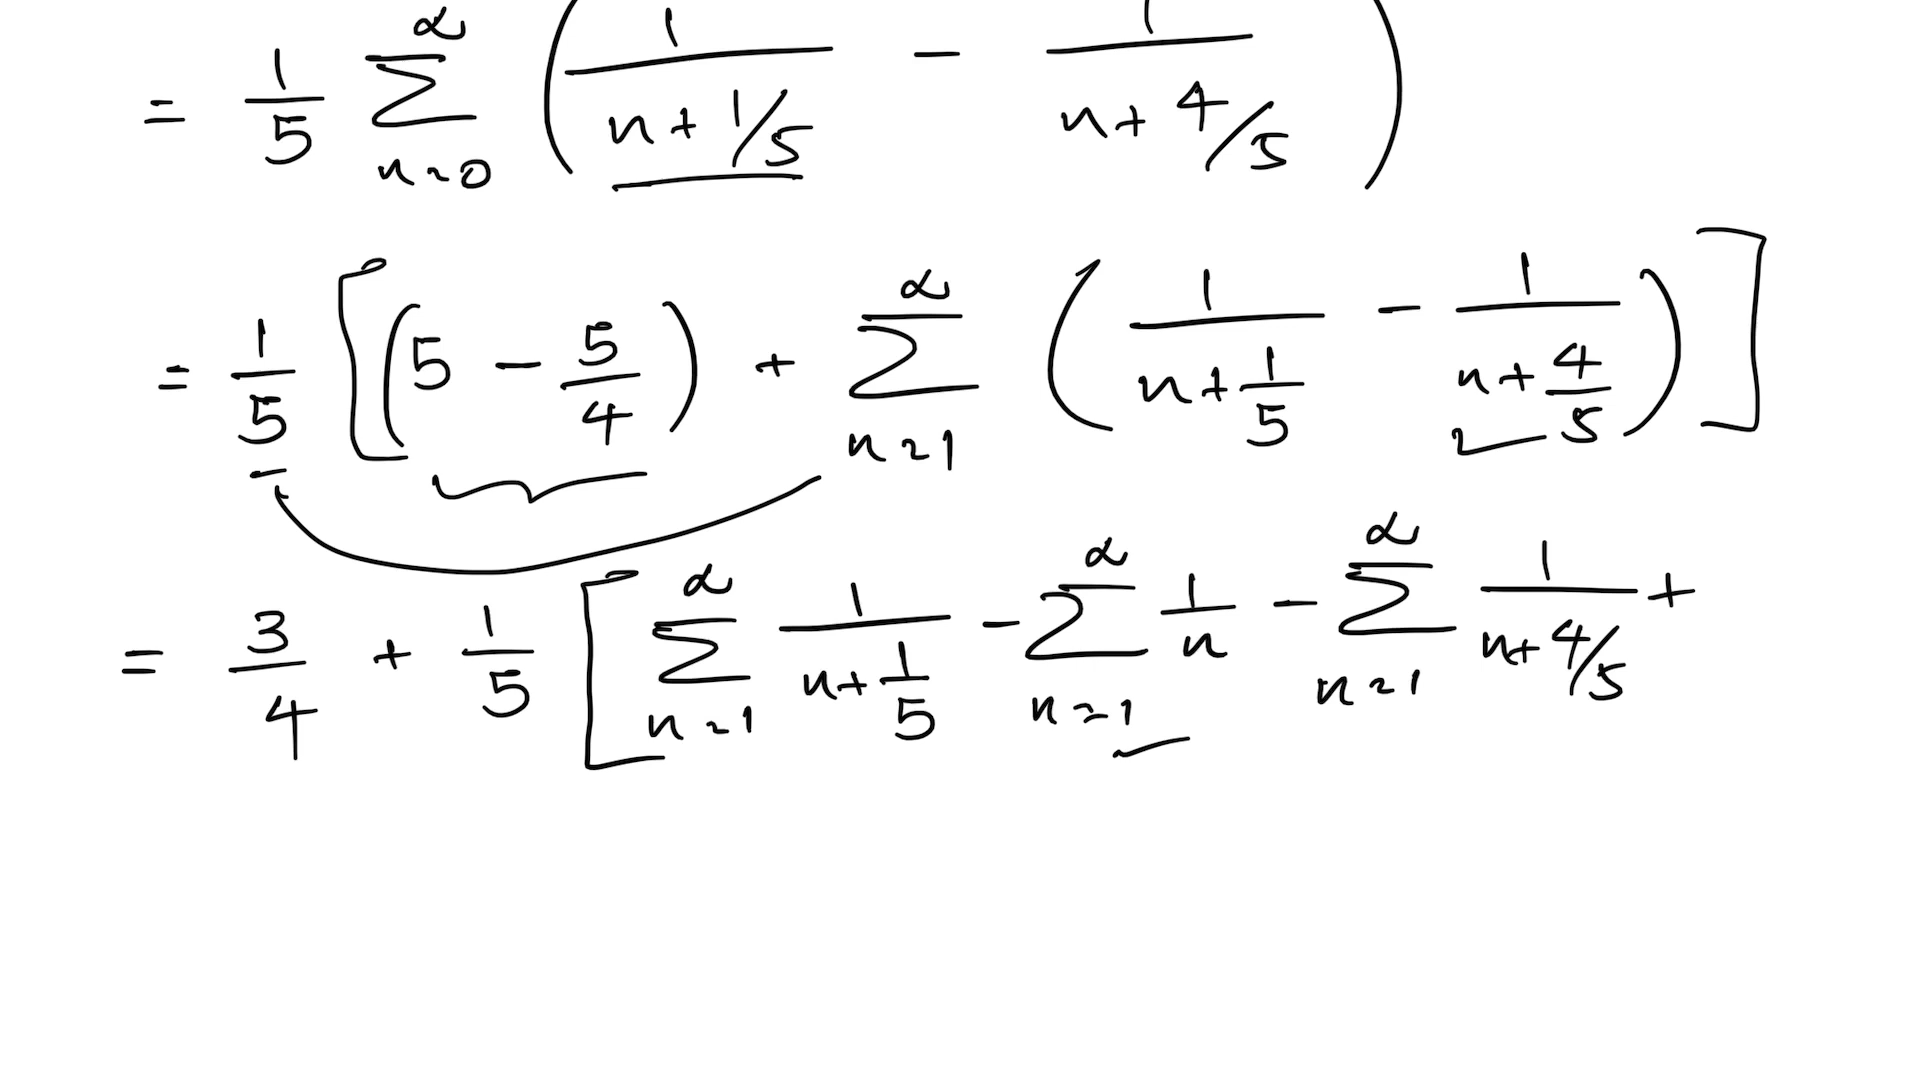 = 1/5 ∑_{n=0}^{∝} ( 1/(n + 1/5) - 1/(n + 4/5) )
= 1/5 [ (5 - 5/4) + ∑_{n=1}^{∝} ( 1/(n + 1/5) - 1/(n + 4/5) ) ]
= 3/4 + 1/5 [ ∑_{n=1}^{∝} 1/(n + 1/5) - ∑_{n=1}^{∝} 1/n - ∑_{n=1}^{∝} 1/(n + 4/5) +